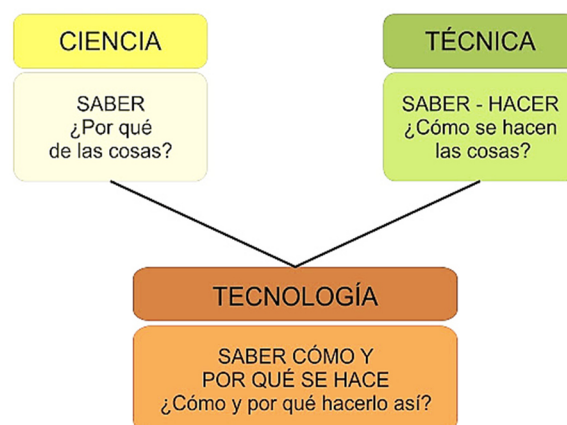 CIENCIA
SABER
¿Por qué
de las cosas?
TÉCNICA
SABER - HACER
¿Cómo se hacen
las cosas?
TECNOLOGÍA
SABER CÓMO Y
POR QUÉ SE HACE
¿Cómo y por qué hacerlo así?